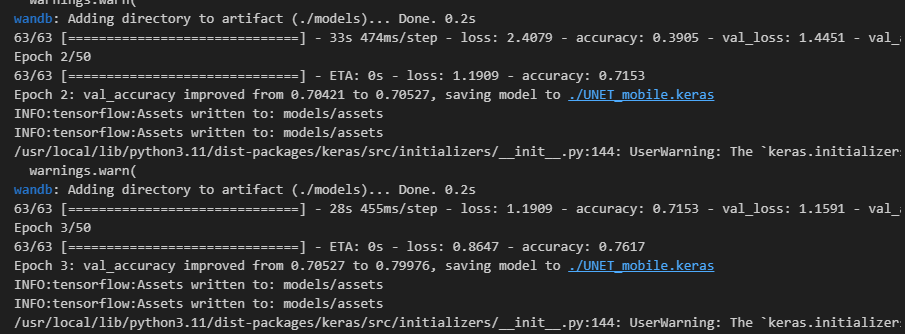 warnings.warn(
wandb: Adding directory to artifact (./models)... Done. 0.2s
63/63 [==============================] - 33s 474ms/step - loss: 2.4079 - accuracy: 0.3905 - val_loss: 1.4451 - val_
Epoch 2/50
63/63 [==============================] - ETA: 0s - loss: 1.1909 - accuracy: 0.7153
Epoch 2: val_accuracy improved from 0.70421 to 0.70527, saving model to ./UNET_mobile.keras
INFO:tensorflow:Assets written to: models/assets
INFO:tensorflow:Assets written to: models/assets
/usr/local/lib/python3.11/dist-packages/keras/src/initializers/__init__.py:144: UserWarning: The `keras.initializers
  warnings.warn(
wandb: Adding directory to artifact (./models)... Done. 0.2s
63/63 [==============================] - 28s 455ms/step - loss: 1.1909 - accuracy: 0.7153 - val_loss: 1.1591 - val_
Epoch 3/50
63/63 [==============================] - ETA: 0s - loss: 0.8647 - accuracy: 0.7617
Epoch 3: val_accuracy improved from 0.70527 to 0.79976, saving model to ./UNET_mobile.keras
INFO:tensorflow:Assets written to: models/assets
INFO:tensorflow:Assets written to: models/assets
/usr/local/lib/python3.11/dist-packages/keras/src/initializers/__init__.py:144: UserWarning: The `keras.initializers